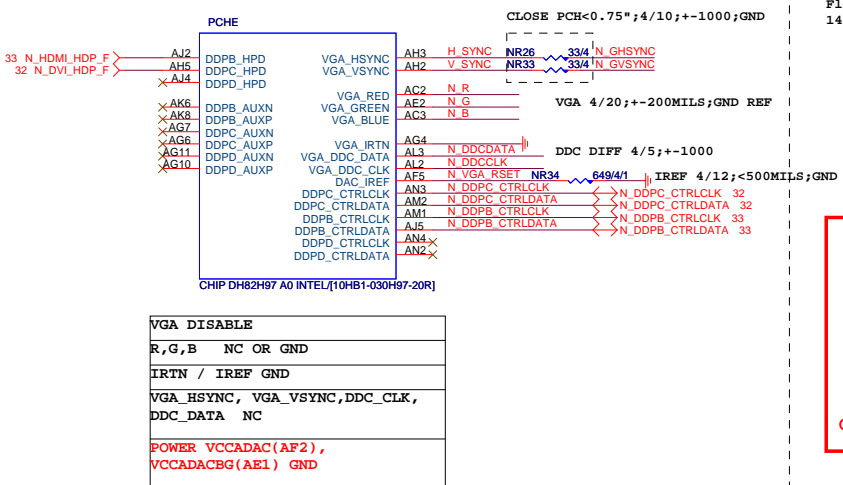 F1
14
CLOSE PCH<0.75";4/10;+-1000;GND
PCHE
33 N_HDMI_HDP_F
32 N_DVI_HDP_F
AJ2
AH5
AJ4
AK6
AK8
AG7
AG6
AG11
AG10
DDPB_HPD
DDPC_HPD
DDPD_HPD
DDPB_AUXN
DDPB_AUXP
DDPC_AUXN
DDPC_AUXP
DDPD_AUXN
DDPD_AUXP
VGA_HSYNC AH3 H_SYNC NR26 33/4 N_GHSYNC
VGA_VSYNC AH2 V_SYNC NR33 33/4 N_GVSYNC
VGA_RED AC2 N_R
VGA_GREEN AE2 N_G
VGA_BLUE AC3 N_B
VGA 4/20;+-200MILS;GND REF
VGA_IRTN AG4
VGA_DDC_DATA AL3 N_DDCDATA
DDC DIFF 4/5;+-1000
VGA_DDC_CLK AL2 N_DDCCLK
DAC_IREF AF5 N_VGA_RSET NR34 649/4/1 IREF 4/12;<500MILS;GND
DDPC_CTRLCLK AN3 N_DDPC_CTRLCLK N_DDPC_CTRLCLK 32
DDPC_CTRLDATA AM2 N_DDPC_CTRLDATA N_DDPC_CTRLDATA 32
DDPB_CTRLCLK AM1 N_DDPB_CTRLCLK N_DDPB_CTRLCLK 33
DDPB_CTRLDATA AJ5 N_DDPB_CTRLDATA N_DDPB_CTRLDATA 33
DDPD_CTRLCLK AN4
DDPD_CTRLDATA AN2
CHIP DH82H97 A0 INTEL/[10HB1-030H97-20R]
VGA DISABLE
R,G,B NC OR GND
IRTN / IREF GND
VGA_HSYNC, VGA_VSYNC,DDC_CLK,
DDC_DATA NC
POWER VCCADAC(AF2),
VCCADACBG(AE1) GND